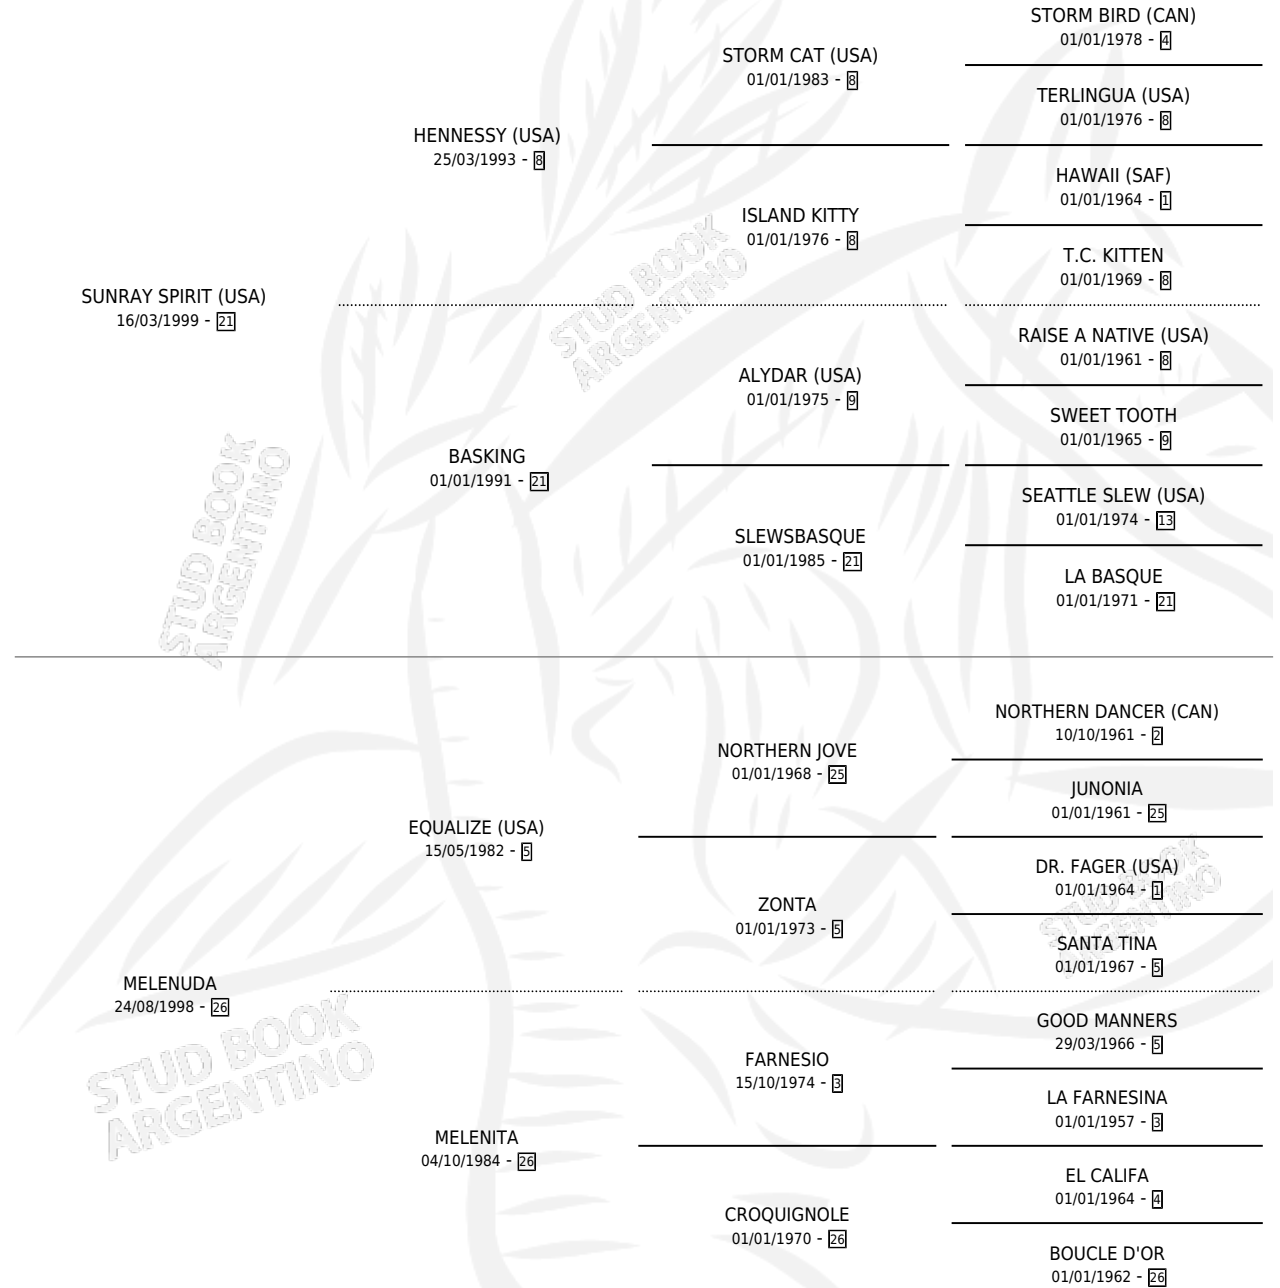 STORM BIRD (CAN)
01/01/1978 - 4
STORM CAT (USA)
01/01/1983 - 8
TERLINGUA (USA)
01/01/1976 - 8
HENNESSY (USA)
25/03/1993 - 8
HAWAII (SAF)
01/01/1964 - 1
ISLAND KITTY
01/01/1976 - 8
T.C. KITTEN
01/01/1969 - 8
SUNRAY SPIRIT (USA)
16/03/1999 - 21
STUD BOOK
ARGENTINO
RAISE A NATIVE (USA)
01/01/1961 - 8
ALYDAR (USA)
01/01/1975 - 9
SWEET TOOTH
01/01/1965 - 9
BASKING
01/01/1991 - 21
SEATTLE SLEW (USA)
01/01/1974 - 13
SLEWSBASQUE
01/01/1985 - 21
LA BASQUE
01/01/1971 - 21
STUD BOOK
ARGENTINO
NORTHERN DANCER (CAN)
10/10/1961 - 2
NORTHERN JOVE
01/01/1968 - 25
JUNONIA
01/01/1961 - 25
EQUALIZE (USA)
15/05/1982 - 5
DR. FAGER (USA)
01/01/1964 - 1
ZONTA
01/01/1973 - 5
STUD BOOK
ARGENTINO
SANTA TINA
01/01/1967 - 5
MELENUDA
24/08/1998 - 26
STUD BOOK
ARGENTINO
GOOD MANNERS
29/03/1966 - 5
FARNESIO
15/10/1974 - 3
LA FARNESINA
01/01/1957 - 3
MELENITA
04/10/1984 - 26
EL CALIFA
01/01/1964 - 4
CROQUIGNOLE
01/01/1970 - 26
BOUCLE D'OR
01/01/1962 - 26